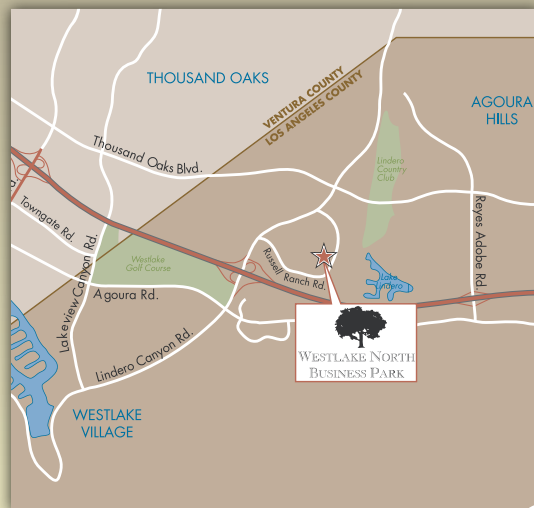 THOUSAND OAKS
VENTURA COUNTY
LOS ANGELES COUNTY
AGOURA
HILLS
Thousand Oaks Blvd.
Lindero
Country
Club
d.
Towngate Rd.
Reyes Adobe Rd.
Lakeview Canyon Rd.
Westlake
Golf Course
Russell Ranch Rd.
Lake
Lindero
Agoura Rd.
Lindero Canyon Rd.
WESTLAKE NORTH
BUSINESS PARK
WESTLAKE
VILLAGE